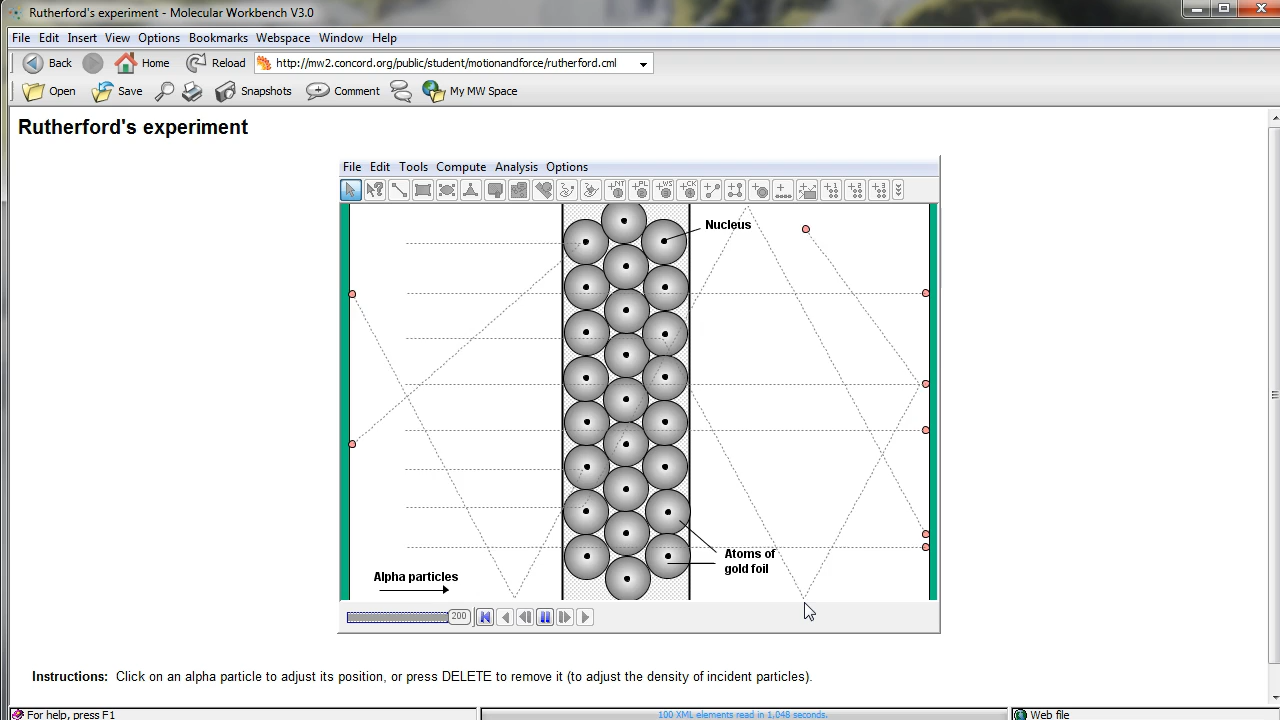 Rutherford's experiment - Molecular Workbench V3.0
File Edit Insert View Options Bookmarks Webspace Window Help
Back Home Reload http://mw2.concord.org/public/student/motionandforce/rutherford.cml
Open Save Snapshots Comment My MW Space
Rutherford's experiment
File Edit Tools Compute Analysis Options
Nucleus
Atoms of
gold foil
Alpha particles
200
Instructions: Click on an alpha particle to adjust its position, or press DELETE to remove it (to adjust the density of incident particles).
For help, press F1 100 XML elements read in 1,048 seconds. Web file